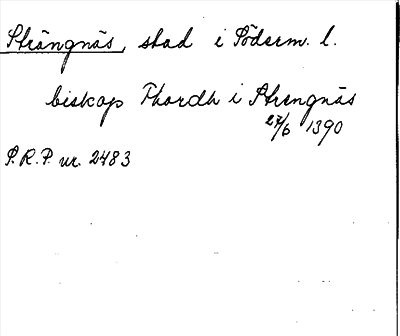 Strängnäs, stad i Söderm. l.
biskop Thordh i Strengnäs
27/6 1390
P.R.P. nr. 2483